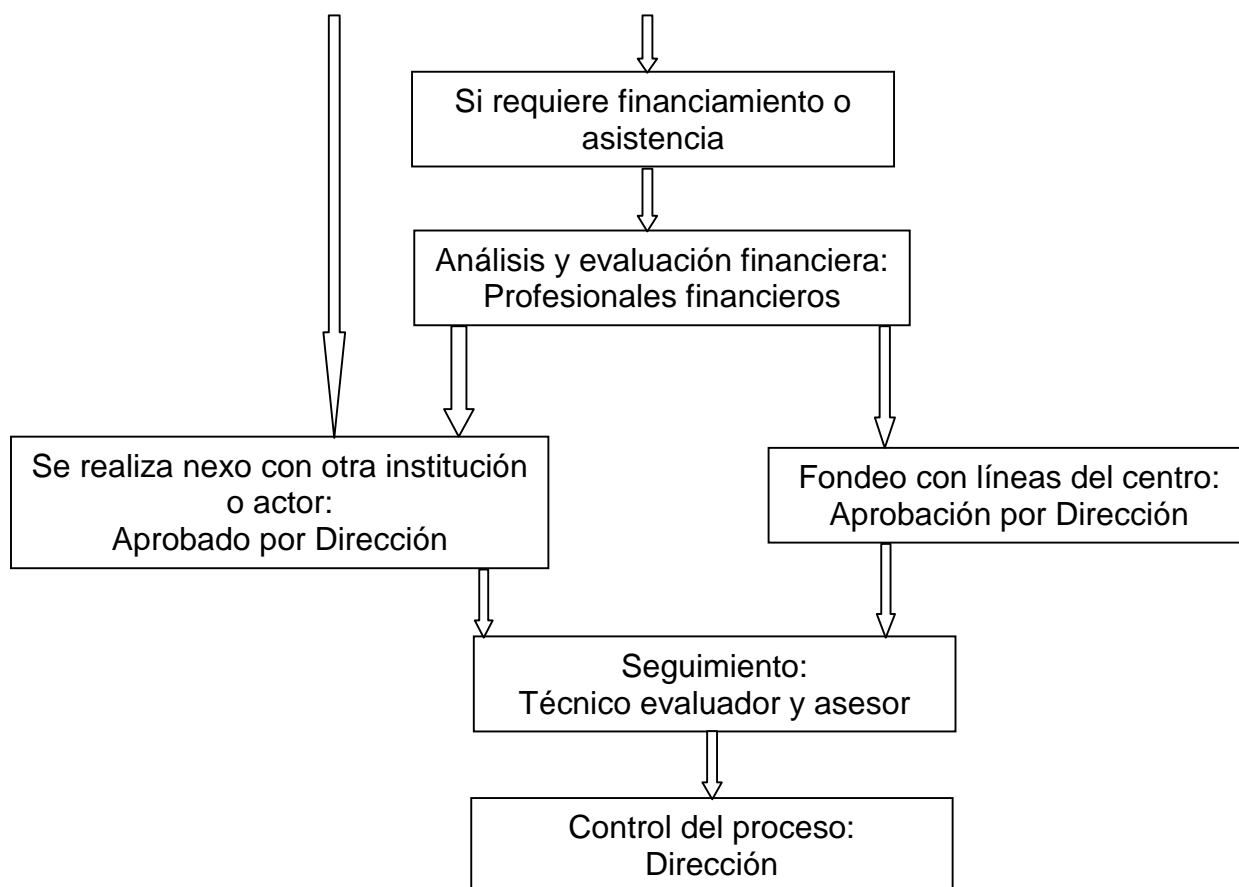 Si requiere financiamiento o
asistencia
Análisis y evaluación financiera:
Profesionales financieros
Se realiza nexo con otra institución
o actor:
Aprobado por Dirección
Fondeo con líneas del centro:
Aprobación por Dirección
Seguimiento:
Técnico evaluador y asesor
Control del proceso:
Dirección